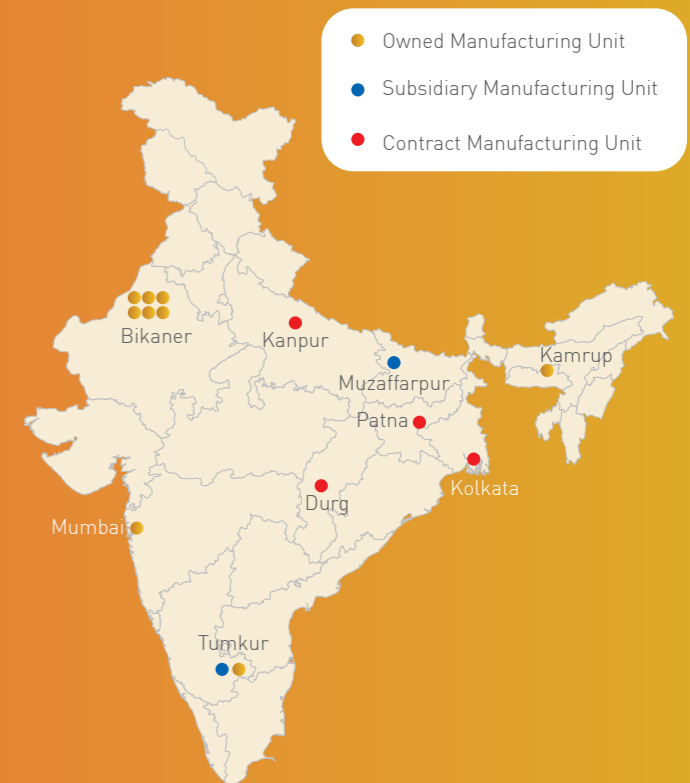 Owned Manufacturing Unit
Subsidiary Manufacturing Unit
Contract Manufacturing Unit
Bikaner
Kanpur
Kamrup
Muzaffarpur
Patna
Kolkata
Durg
Mumbai
Tumkur